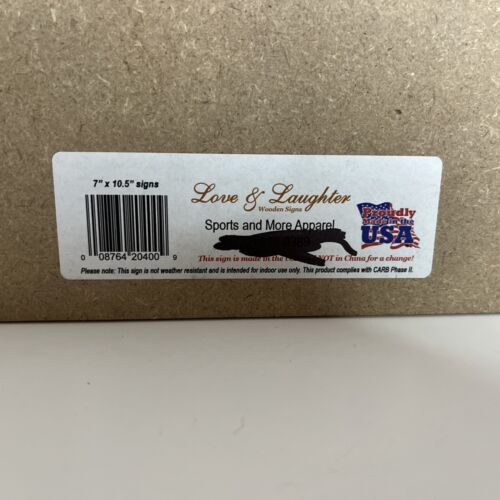 7" x 10.5" signs
Love & Laughter
Wooden Signs
Sports and More Apparel
0 08764 20400 9
Proudly
Made in the
USA
This sign is made in the NOT in China for a change!
Please note: This sign is not weather resistant and is intended for indoor use only. This product complies with CARB Phase II.